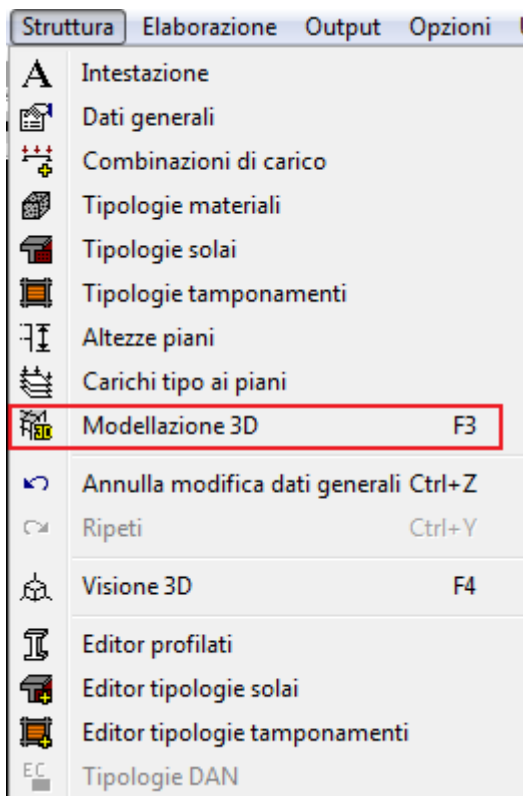 Struttura Elaborazione Output Opzioni
A Intestazione
Dati generali
Combinazioni di carico
Tipologie materiali
Tipologie solai
Tipologie tamponamenti
Altezze piani
Carichi tipo ai piani
3D Modellazione 3D F3
Annulla modifica dati generali Ctrl+Z
Ripeti Ctrl+Y
Visione 3D F4
Editor profilati
Editor tipologie solai
Editor tipologie tamponamenti
EC Tipologie DAN